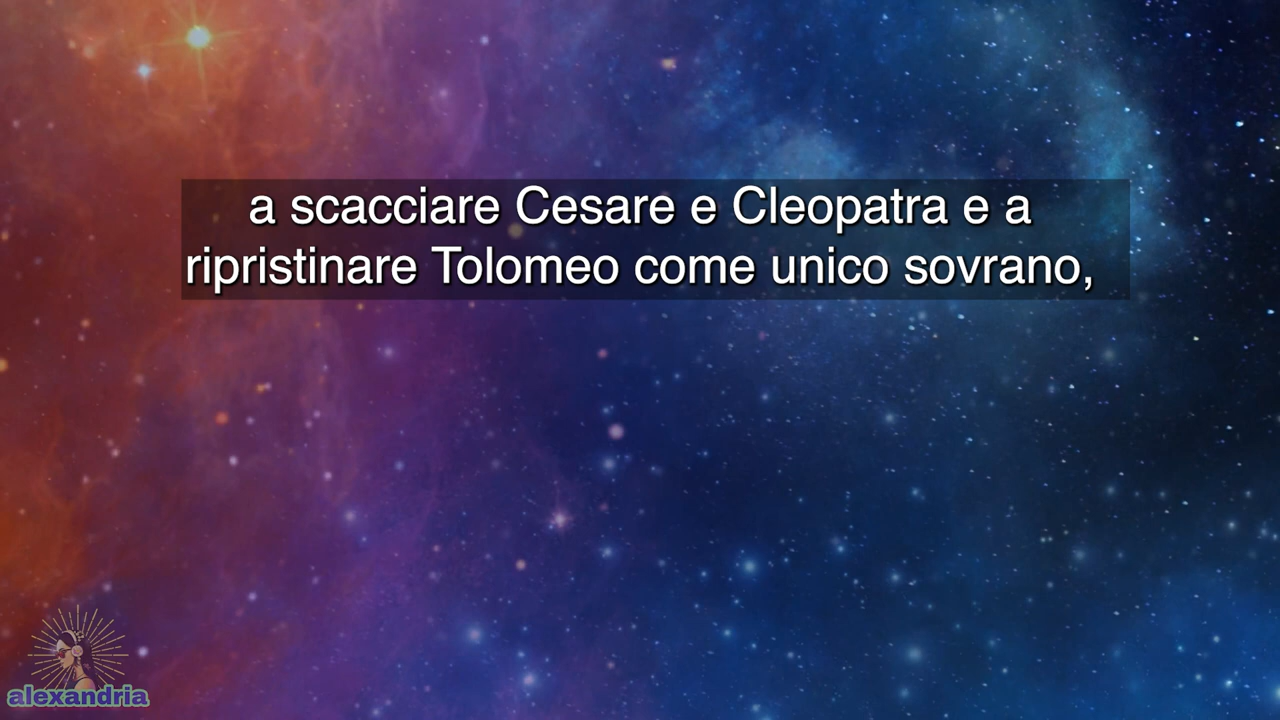 a scacciare Cesare e Cleopatra e a
ripristinare Tolomeo come unico sovrano,
alexandria